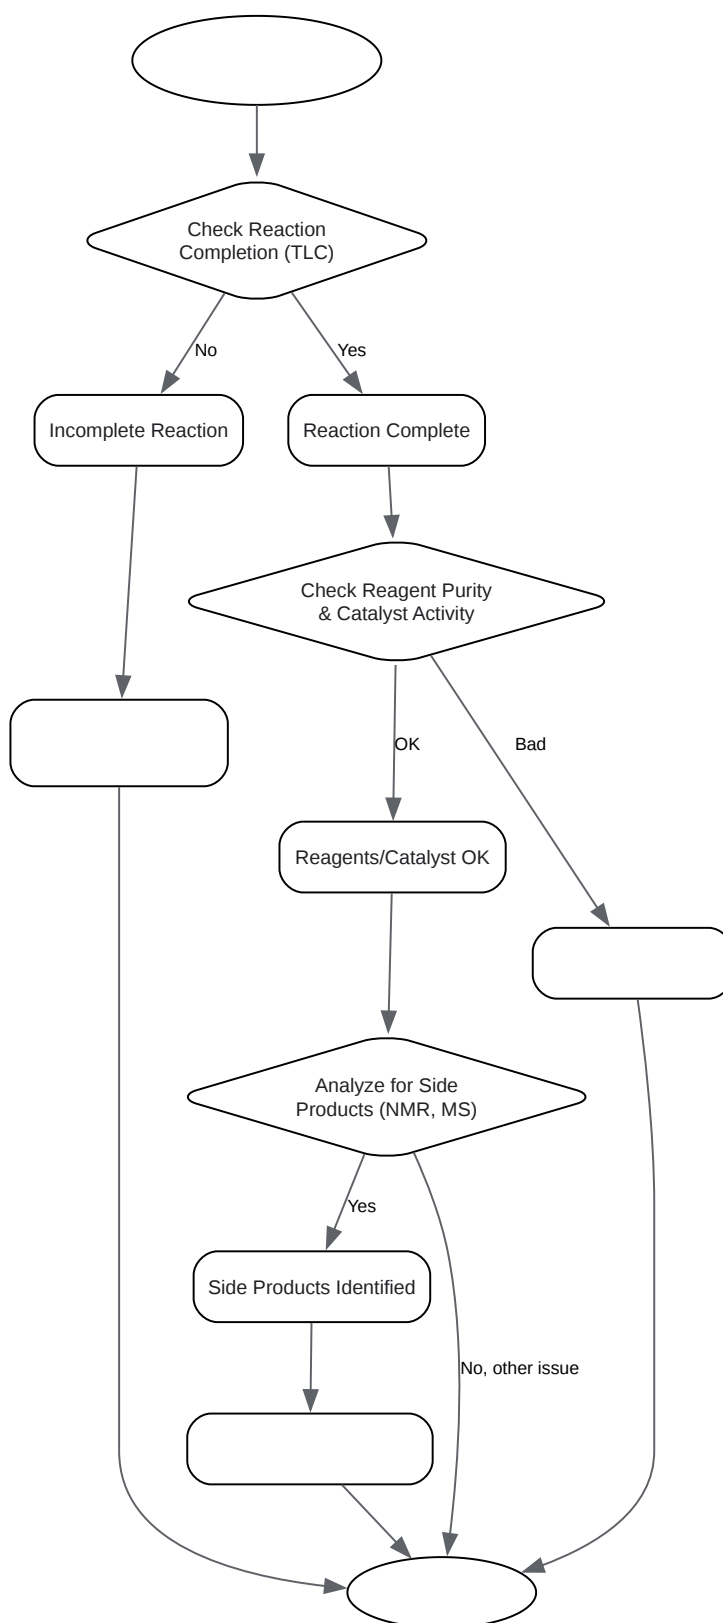 Check Reaction
Completion (TLC)
No
Yes
Incomplete Reaction
Reaction Complete
Check Reagent Purity
& Catalyst Activity
OK
Bad
Reagents/Catalyst OK
Analyze for Side
Products (NMR, MS)
Yes
Side Products Identified
No, other issue